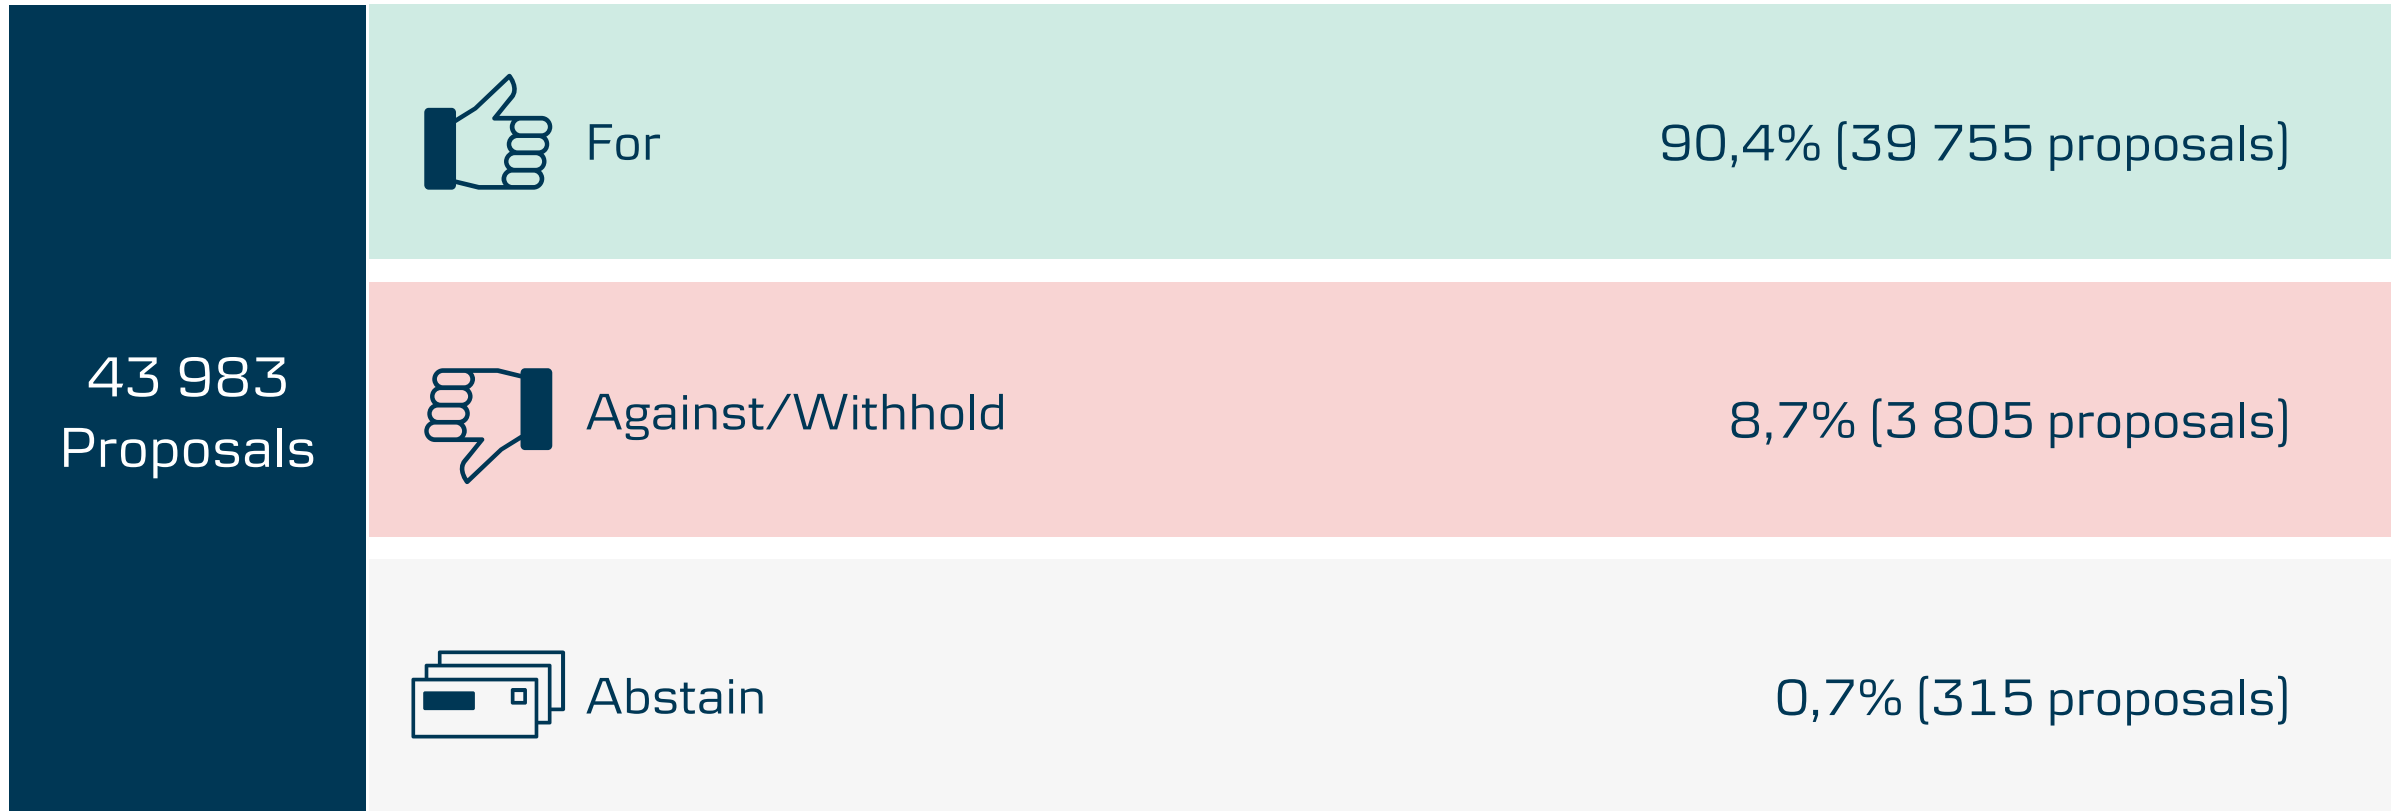 43 983
Proposals
For
90,4% (39 755 proposals)
Against/Withhold
8,7% (3 805 proposals)
Abstain
0,7% (315 proposals)